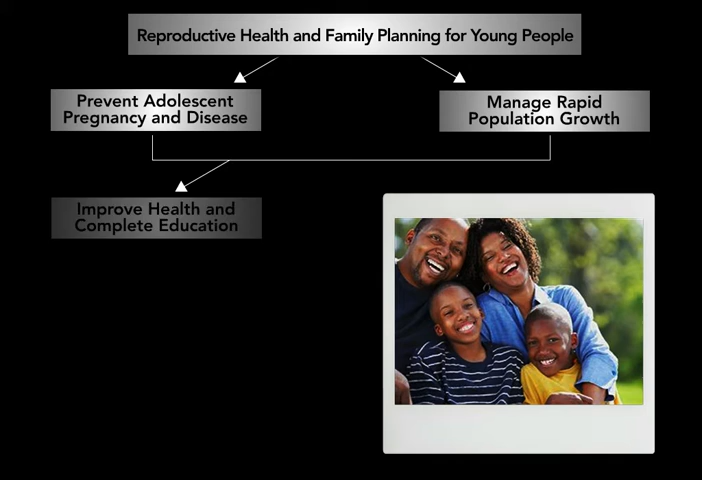 Reproductive Health and Family Planning for Young People
Prevent Adolescent
Pregnancy and Disease
Manage Rapid
Population Growth
Improve Health and
Complete Education